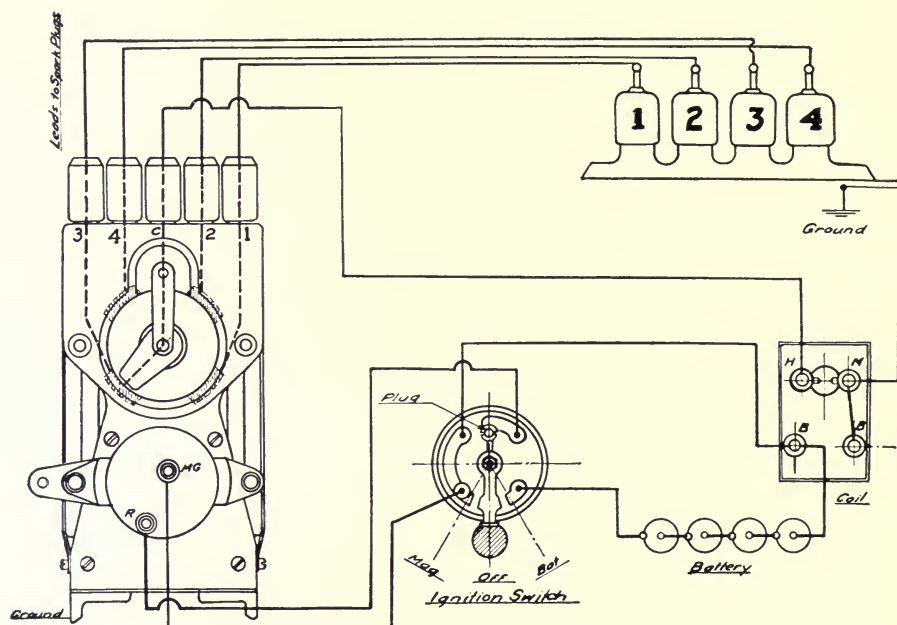 Leads to Spark Plugs
1 2 3 4
3 4 C 2 1
Ground
H M
B B
Coil
Plug
MG
R
Mag OFF Bat
Ignition Switch
Battery
Ground